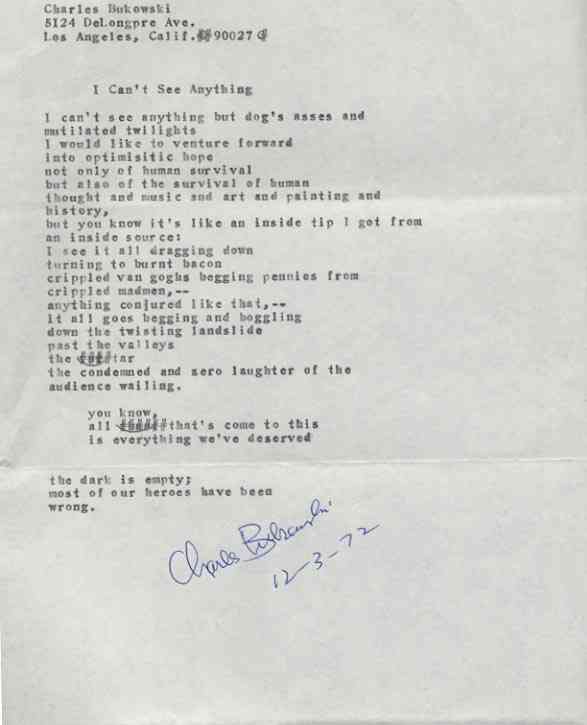 Charles Bukowski
5124 DeLongpre Ave.
Los Angeles, Calif. 90027
I Can't See Anything
I can't see anything but dog's asses and
mutilated twilights
I would like to venture forward
into optimisitic hope
not only of human survival
but also of the survival of human
thought and music and art and painting and
history,
but you know it's like an inside tip I got from
an inside source:
I see it all dragging down
turning to burnt bacon
crippled van goghs begging pennies from
crippled madmen,--
anything conjured like that,--
it all goes begging and boggling
down the twisting landslide
past the valleys
the tar
the condemned and zero laughter of the
audience wailing.
you know,
all that's come to this
is everything we've deserved
the dark is empty;
most of our heroes have been
wrong.
Charles Bukowski
12-3-72